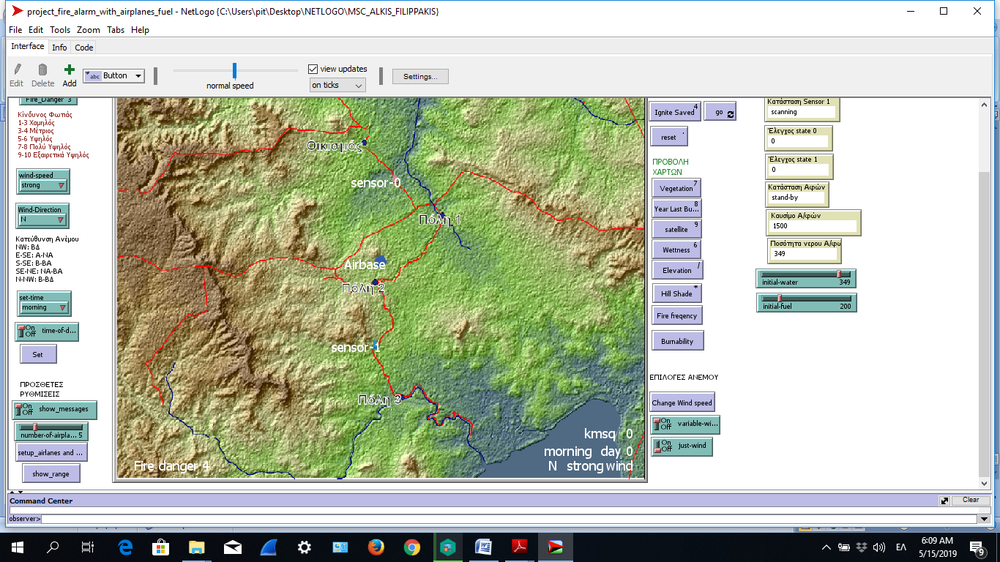 project_fire_alarm_with_airplanes_fuel - NetLogo {C:\Users\pit\Desktop\NETLOGO\MSC_ALKIS_FILIPPAKIS}
File Edit Tools Zoom Tabs Help
Interface Info Code
Edit Delete Add abc Button
normal speed
view updates
on ticks
Settings...
Fire_Danger 3
Κίνδυνος Φωτιάς
1-3 Χαμηλός
3-4 Μέτριος
5-6 Υψηλός
7-8 Πολύ Υψηλός
9-10 Εξαιρετικά Υψηλός
wind-speed
strong
Wind-Direction
N
Κατεύθυνση Ανέμου
NW: ΒΔ
E-SE: Α-ΝΑ
S-SE: Β-ΒΑ
SE-NE: ΝΑ-ΒΑ
N-NW: Β-ΒΔ
set-time
morning
On
Off
time-of-d...
Set
ΠΡΟΣΘΕΤΕΣ
ΡΥΘΜΙΣΕΙΣ
On
Off
show_messages
number-of-airpla... 5
setup_airlanes and ...
show_range
Οικισμός
sensor-0
Πόλη 1
Airbase
Πόλη 2
sensor-1
Πόλη 3
kmsq 0
morning day 0
N strong wind
Fire danger 4
Ignite Saved 4
go
reset '
ΠΡΟΒΟΛΗ
ΧΑΡΤΩΝ
Vegetation 7
Year Last Bu... 8
satellite 9
Wettness 6
Elevation /
Hill Shade *
Fire freqency
Burnability
ΕΠΙΛΟΓΕΣ ΑΝΕΜΟΥ
Change Wind speed
On
Off
variable-wi...
On
Off
just-wind
Κατάσταση Sensor 1
scanning
Έλεγχος state 0
0
Έλεγχος state 1
0
Κατάσταση Αφών
stand-by
Καυσίμο Α/φών
1500
Ποσότητα νερου Α/φω
349
initial-water 349
initial-fuel 200
Command Center
Clear
observer>
ΕΛ
6:09 AM
5/15/2019
9